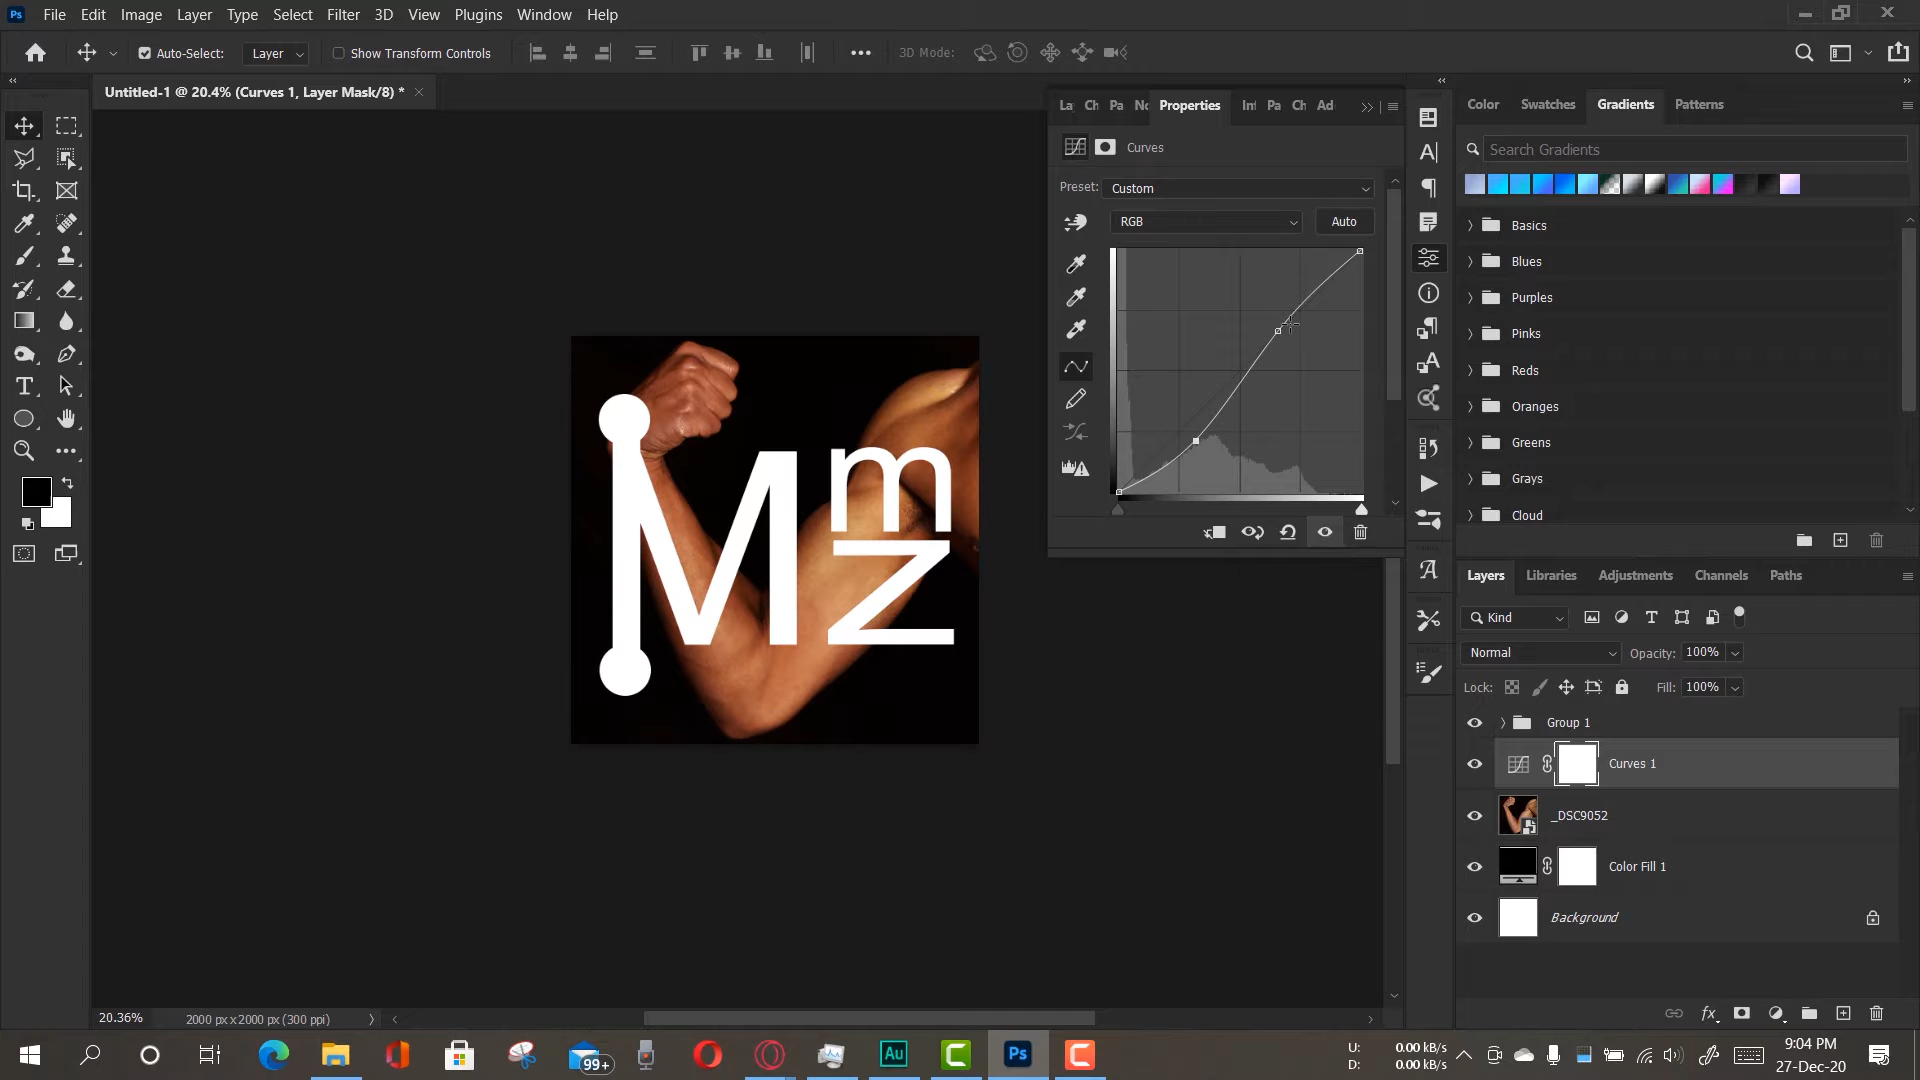 Ps File Edit Image Layer Type Select Filter 3D View Plugins Window Help
Auto-Select: Layer Show Transform Controls 3D Mode:
Untitled-1 @ 20.4% (Curves 1, Layer Mask/8) *
La Ch Pa No Properties Int Pa Ch Ad
Color Swatches Gradients Patterns
Curves
Search Gradients
Preset: Custom
RGB Auto
Basics
Blues
Purples
Pinks
Reds
Oranges
Greens
Grays
Cloud
M
m
z
Layers Libraries Adjustments Channels Paths
Kind
Normal Opacity: 100%
Lock: Fill: 100%
Group 1
Curves 1
_DSC9052
Color Fill 1
Background
20.36% 2000 px x 2000 px (300 ppi)
99+ Au Ps
U: 0.00 kB/s
D: 0.00 kB/s
9:04 PM
27-Dec-20